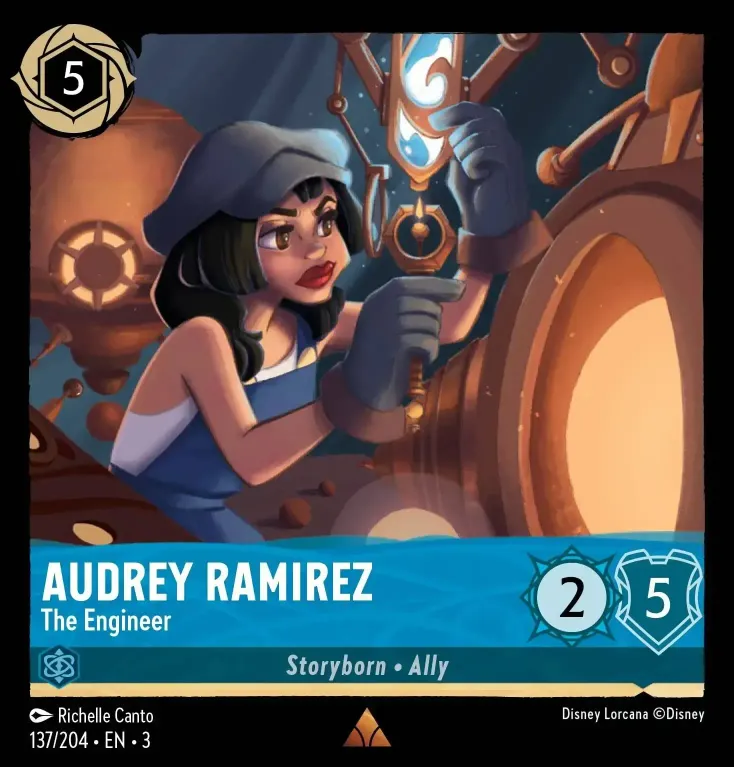 5
AUDREY RAMIREZ
The Engineer
2
5
Storyborn • Ally
Richelle Canto
Disney Lorcana ©Disney
137/204 • EN • 3